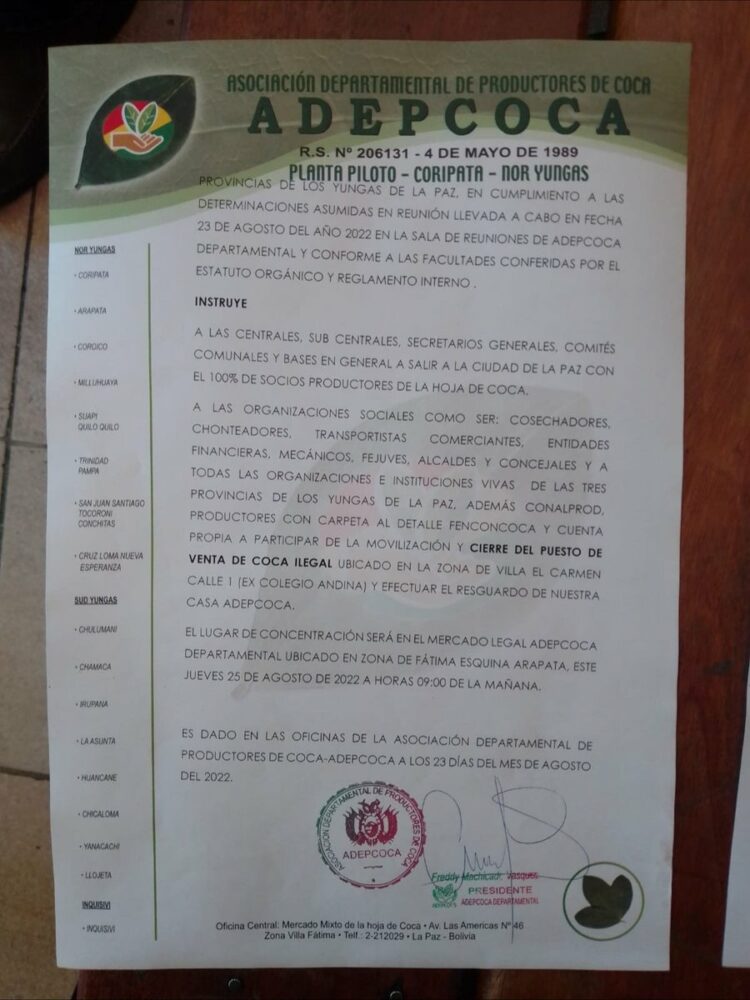 ASOCIACIÓN DEPARTAMENTAL DE PRODUCTORES DE COCA
ADEPCOCA
R.S. Nº 206131 - 4 DE MAYO DE 1989
PLANTA PILOTO - CORIPATA - NOR YUNGAS
PROVINCIAS DE LOS YUNGAS DE LA PAZ, EN CUMPLIMIENTO A LAS
DETERMINACIONES ASUMIDAS EN REUNIÓN LLEVADA A CABO EN FECHA
23 DE AGOSTO DEL AÑO 2022 EN LA SALA DE REUNIONES DE ADEPCOCA
DEPARTAMENTAL Y CONFORME A LAS FACULTADES CONFERIDAS POR EL
ESTATUTO ORGÁNICO Y REGLAMENTO INTERNO .
INSTRUYE
A LAS CENTRALES, SUB CENTRALES, SECRETARIOS GENERALES, COMITÉS
COMUNALES Y BASES EN GENERAL A SALIR A LA CIUDAD DE LA PAZ CON
EL 100% DE SOCIOS PRODUCTORES DE LA HOJA DE COCA.
A LAS ORGANIZACIONES SOCIALES COMO SER: COSECHADORES,
CHONTEADORES, TRANSPORTISTAS COMERCIANTES, ENTIDADES
FINANCIERAS, MECÁNICOS, FEJUVES, ALCALDES Y CONCEJALES Y A
TODAS LAS ORGANIZACIONES E INSTITUCIONES VIVAS DE LAS TRES
PROVINCIAS DE LOS YUNGAS DE LA PAZ, ADEMÁS CONALPROD,
PRODUCTORES CON CARPETA AL DETALLE FENCONCOCA Y CUENTA
PROPIA A PARTICIPAR DE LA MOVILIZACIÓN Y CIERRE DEL PUESTO DE
VENTA DE COCA ILEGAL UBICADO EN LA ZONA DE VILLA EL CARMEN
CALLE 1 (EX COLEGIO ANDINA) Y EFECTUAR EL RESGUARDO DE NUESTRA
CASA ADEPCOCA.
EL LUGAR DE CONCENTRACIÓN SERÁ EN EL MERCADO LEGAL ADEPCOCA
DEPARTAMENTAL UBICADO EN ZONA DE FÁTIMA ESQUINA ARAPATA, ESTE
JUEVES 25 DE AGOSTO DE 2022 A HORAS 09:00 DE LA MAÑANA.
ES DADO EN LAS OFICINAS DE LA ASOCIACIÓN DEPARTAMENTAL DE
PRODUCTORES DE COCA-ADEPCOCA A LOS 23 DÍAS DEL MES DE AGOSTO
DEL 2022.
NOR YUNGAS
• CORIPATA
• ARAPATA
• COROICO
• MILLUHUAYA
• SUAPI
QUILO QUILO
• TRINIDAD
PAMPA
• SAN JUAN SANTIAGO
TOCORONI
CONCHITAS
• CRUZ LOMA NUEVA
ESPERANZA
SUD YUNGAS
• CHULUMANI
• CHAMACA
• IRUPANA
• LA ASUNTA
• HUANCANE
• CHICALOMA
• YANACACHI
• LLOJETA
INQUISIVI
• INQUISIVI
ASOCIACIÓN DEPARTAMENTAL DE PRODUCTORES DE COCA
ADEPCOCA
Freddy Machicado Vasquez
PRESIDENTE
ADEPCOCA DEPARTAMENTAL
Oficina Central: Mercado Mixto de la hoja de Coca • Av. Las Americas Nº 46
Zona Villa Fátima • Telf.: 2-212029 • La Paz - Bolivia